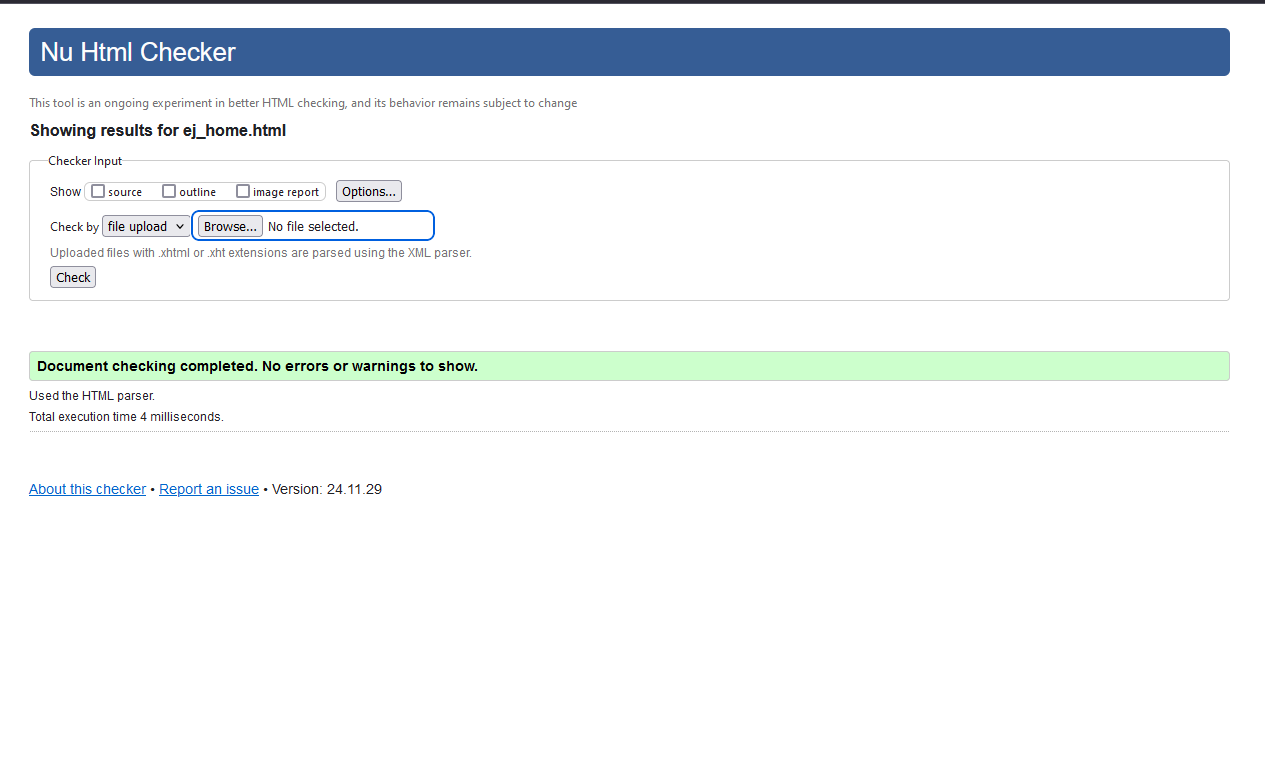 Nu Html Checker
This tool is an ongoing experiment in better HTML checking, and its behavior remains subject to change
Showing results for ej_home.html
Checker Input
Show source outline image report Options...
Check by file upload Browse... No file selected.
Uploaded files with .xhtml or .xht extensions are parsed using the XML parser.
Check
Document checking completed. No errors or warnings to show.
Used the HTML parser.
Total execution time 4 milliseconds.
About this checker • Report an issue • Version: 24.11.29